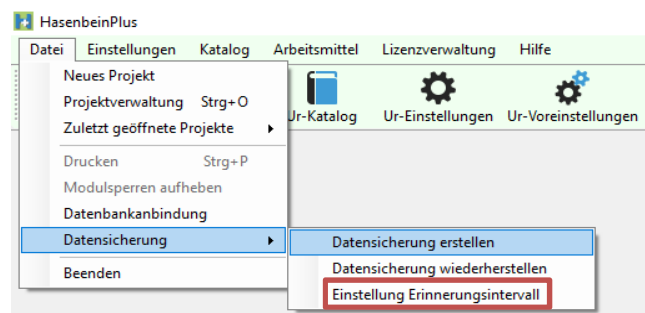 HasenbeinPlus
Datei Einstellungen Katalog Arbeitsmittel Lizenzverwaltung Hilfe
Neues Projekt
Projektverwaltung Strg+O
Zuletzt geöffnete Projekte
Ur-Katalog Ur-Einstellungen Ur-Voreinstellungen
Drucken Strg+P
Modulsperren aufheben
Datenbankanbindung
Datensicherung
Beenden
Datensicherung erstellen
Datensicherung wiederherstellen
Einstellung Erinnerungsintervall